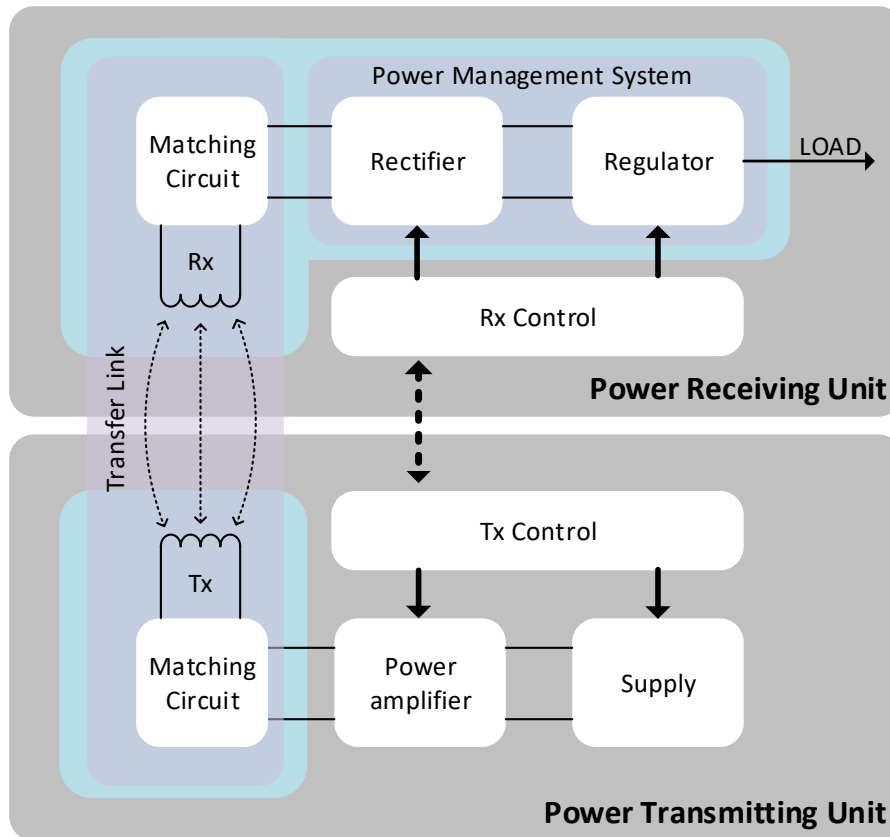 Power Management System
Matching
Circuit
Rectifier
Regulator
LOAD
Rx
Rx Control
Transfer Link
Power Receiving Unit
Tx Control
Tx
Matching
Circuit
Power
amplifier
Supply
Power Transmitting Unit